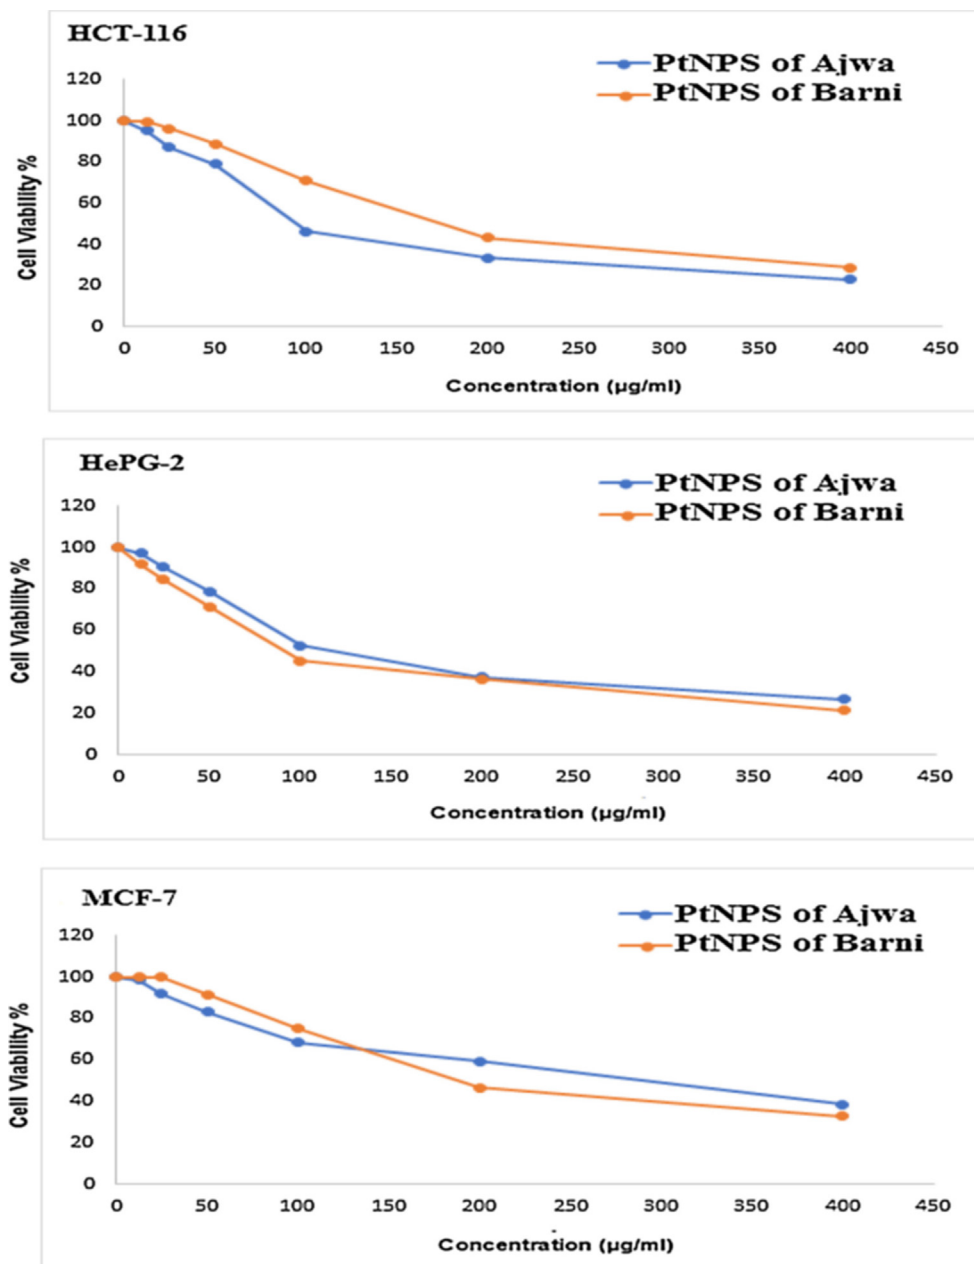 HCT-116
PtNPS of Ajwa
PtNPS of Barni
120
100
80
60
40
20
0
Cell Viability %
0 50 100 150 200 250 300 350 400 450
Concentration (µg/ml)
HePG-2
PtNPS of Ajwa
PtNPS of Barni
120
100
80
60
40
20
0
Cell Viability %
0 50 100 150 200 250 300 350 400 450
Concentration (µg/ml)
MCF-7
PtNPS of Ajwa
PtNPS of Barni
120
100
80
60
40
20
0
Cell Viability %
0 50 100 150 200 250 300 350 400 450
Concentration (µg/ml)